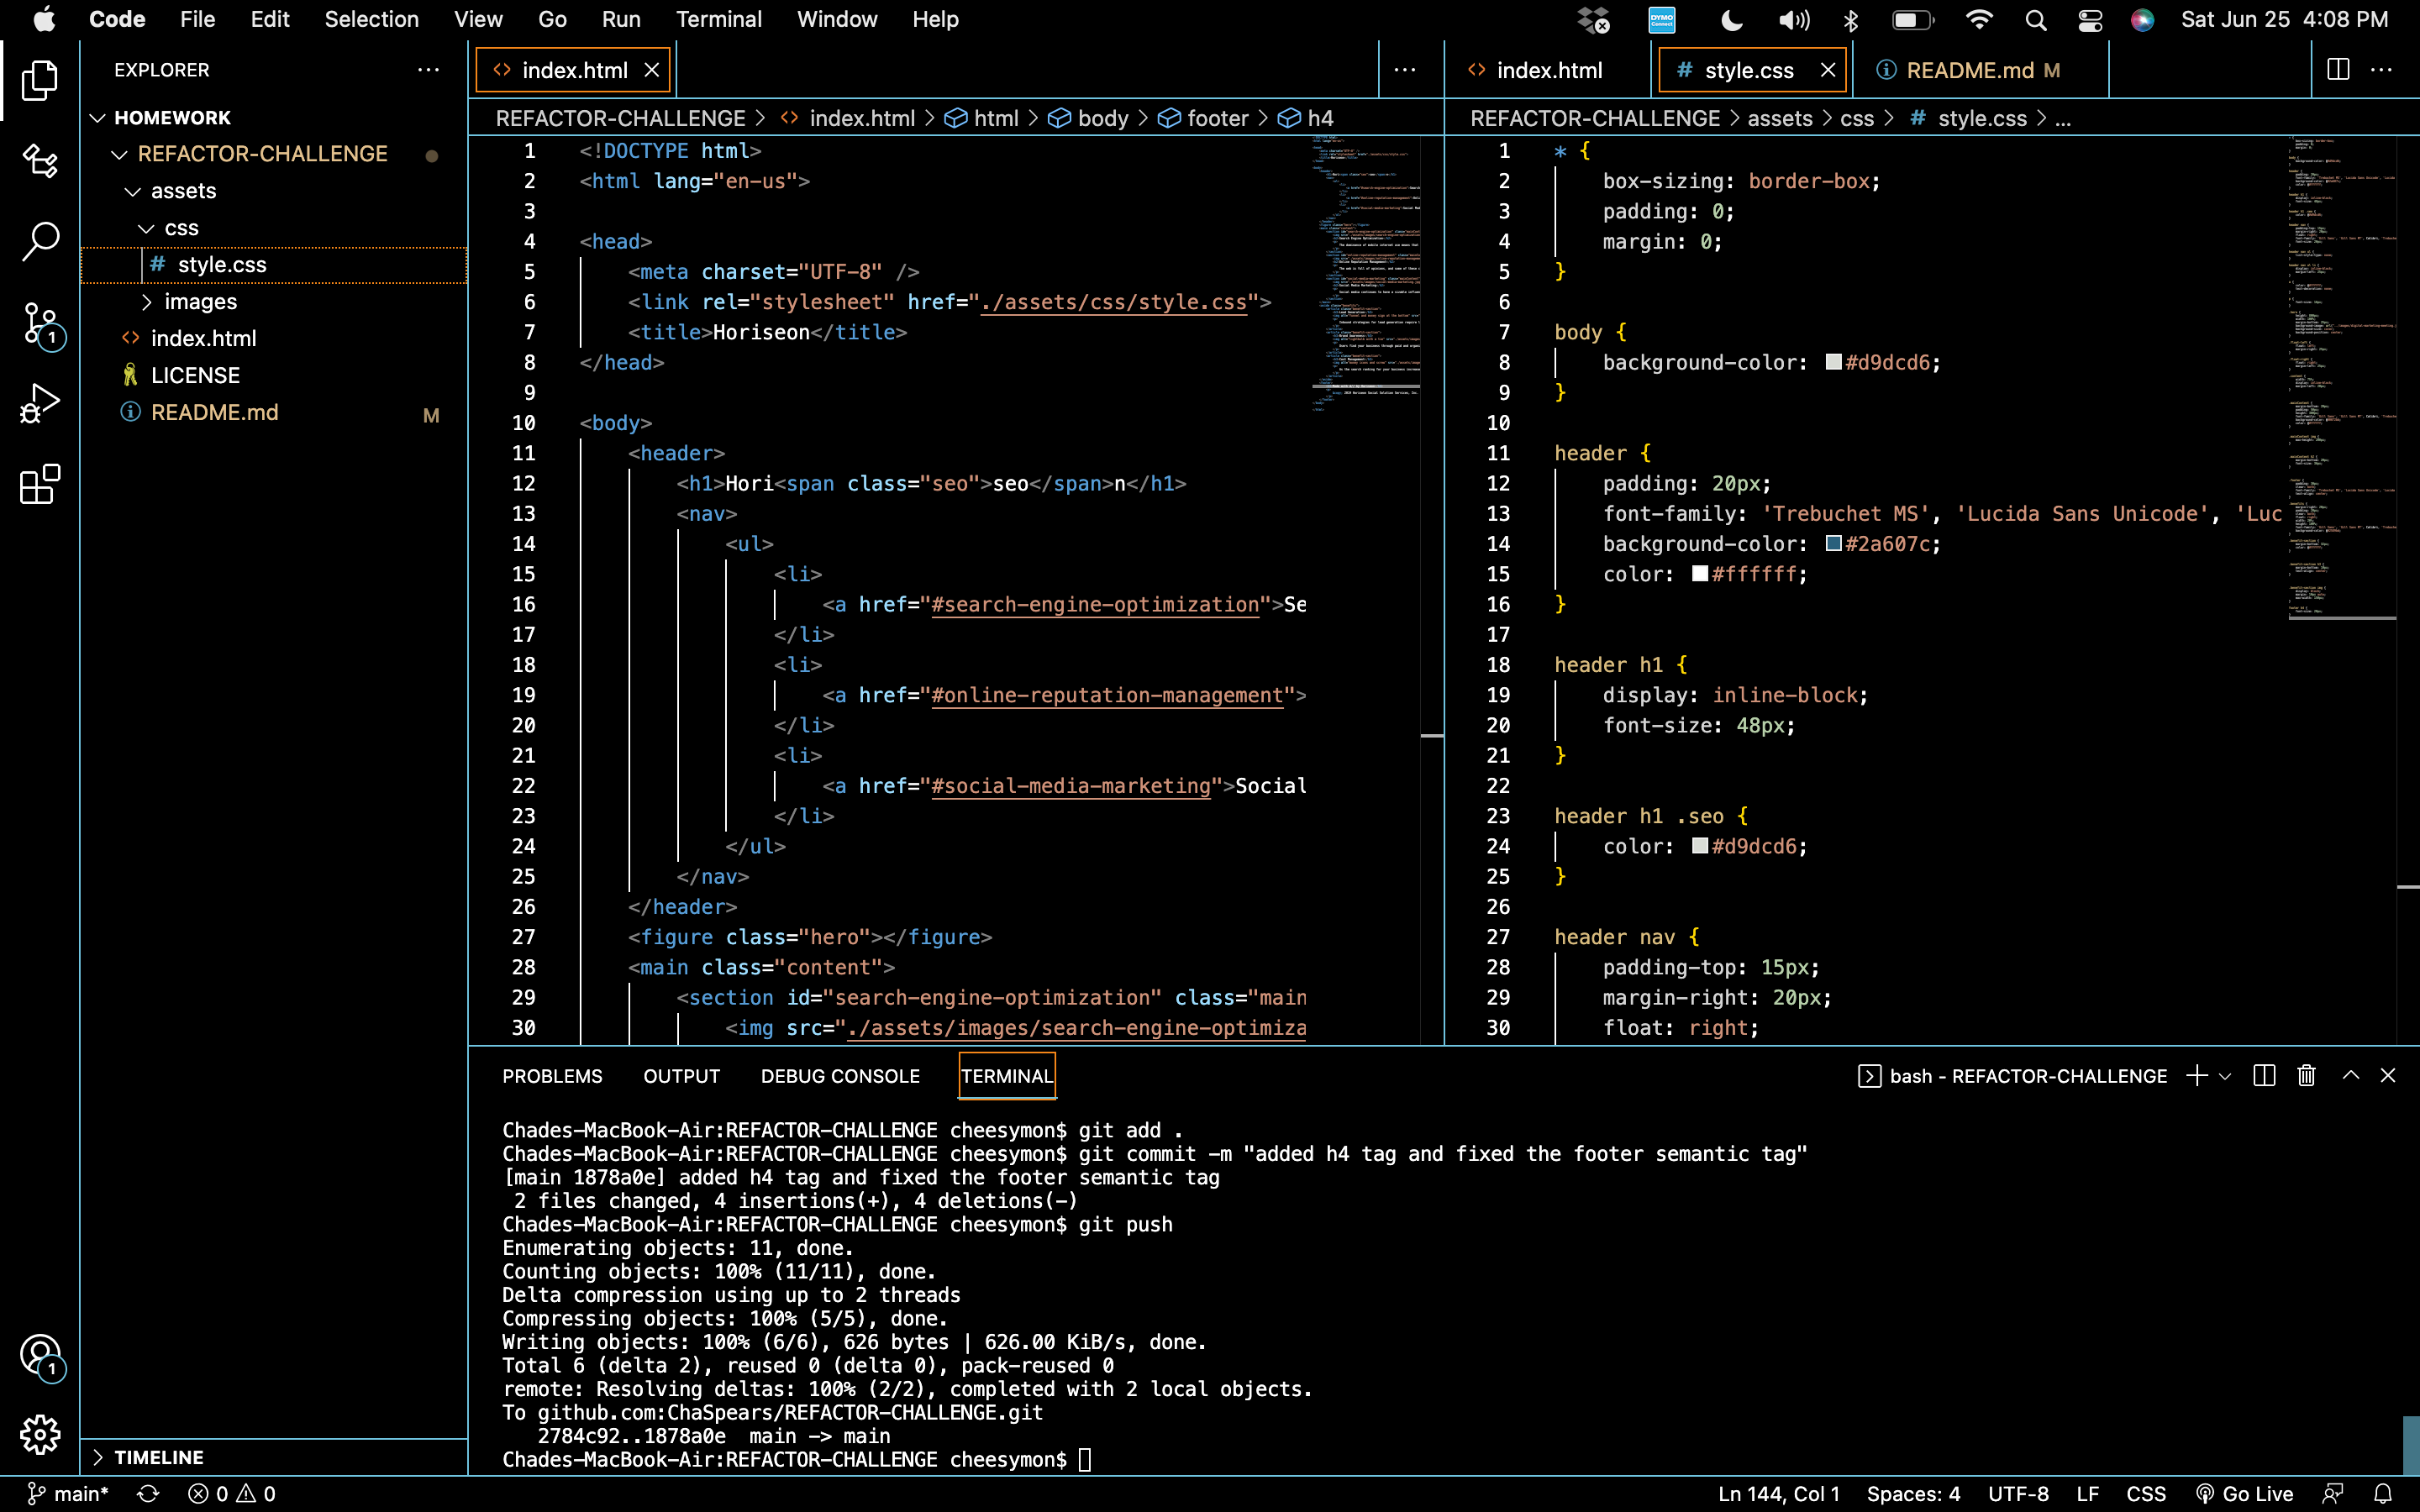 Code File Edit Selection View Go Run Terminal Window Help
DYMO Connect
Sat Jun 25 4:08 PM
EXPLORER
HOMEWORK
REFACTOR-CHALLENGE
assets
css
# style.css
images
<> index.html
LICENSE
README.md M
1
1
TIMELINE
<> index.html
REFACTOR-CHALLENGE > <> index.html > html > body > footer > h4
1 <!DOCTYPE html>
2 <html lang="en-us">
3
4 <head>
5 <meta charset="UTF-8" />
6 <link rel="stylesheet" href="./assets/css/style.css">
7 <title>Horiseon</title>
8 </head>
9
10 <body>
11 <header>
12 <h1>Hori<span class="seo">seo</span>n</h1>
13 <nav>
14 <ul>
15 <li>
16 <a href="#search-engine-optimization">Se
17 </li>
18 <li>
19 <a href="#online-reputation-management">
20 </li>
21 <li>
22 <a href="#social-media-marketing">Social
23 </li>
24 </ul>
25 </nav>
26 </header>
27 <figure class="hero"></figure>
28 <main class="content">
29 <section id="search-engine-optimization" class="main
30 <img src="./assets/images/search-engine-optimiza
<> index.html # style.css README.md M
REFACTOR-CHALLENGE > assets > css > # style.css > ...
1 * {
2 box-sizing: border-box;
3 padding: 0;
4 margin: 0;
5 }
6
7 body {
8 background-color: #d9dcd6;
9 }
10
11 header {
12 padding: 20px;
13 font-family: 'Trebuchet MS', 'Lucida Sans Unicode', 'Luc
14 background-color: #2a607c;
15 color: #ffffff;
16 }
17
18 header h1 {
19 display: inline-block;
20 font-size: 48px;
21 }
22
23 header h1 .seo {
24 color: #d9dcd6;
25 }
26
27 header nav {
28 padding-top: 15px;
29 margin-right: 20px;
30 float: right;
PROBLEMS OUTPUT DEBUG CONSOLE TERMINAL
bash - REFACTOR-CHALLENGE
Chades-MacBook-Air:REFACTOR-CHALLENGE cheesymon$ git add .
Chades-MacBook-Air:REFACTOR-CHALLENGE cheesymon$ git commit -m "added h4 tag and fixed the footer semantic tag"
[main 1878a0e] added h4 tag and fixed the footer semantic tag
2 files changed, 4 insertions(+), 4 deletions(-)
Chades-MacBook-Air:REFACTOR-CHALLENGE cheesymon$ git push
Enumerating objects: 11, done.
Counting objects: 100% (11/11), done.
Delta compression using up to 2 threads
Compressing objects: 100% (5/5), done.
Writing objects: 100% (6/6), 626 bytes | 626.00 KiB/s, done.
Total 6 (delta 2), reused 0 (delta 0), pack-reused 0
remote: Resolving deltas: 100% (2/2), completed with 2 local objects.
To github.com:ChaSpears/REFACTOR-CHALLENGE.git
2784c92..1878a0e main -> main
Chades-MacBook-Air:REFACTOR-CHALLENGE cheesymon$
main* 0 0
Ln 144, Col 1 Spaces: 4 UTF-8 LF CSS Go Live